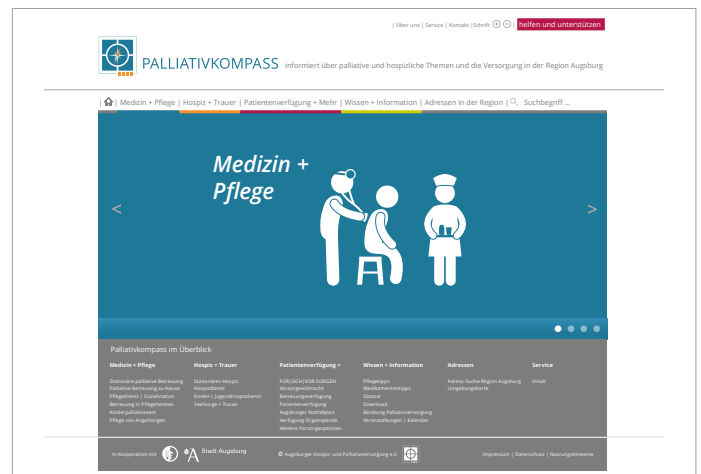 | Über uns | Service | Kontakt |Schrift + − | helfen und unterstützen
PALLIATIVKOMPASS informiert über palliative und hospizliche Themen und die Versorgung in der Region Augsburg
| | Medizin + Pflege | Hospiz + Trauer | Patientenverfügung + Mehr | Wissen + Information | Adressen in der Region | Suchbegriff ...
Medizin +
Pflege
< >
Palliativkompass im Überblick
Medizin + Pflege Hospiz + Trauer Patientenverfügung + Wissen + Information Adressen Service
Stationäre palliative Betreuung Stationäres Hospiz FÜR(SICH)VOR SORGEN Pflegetipps Adress-Suche Region Augsburg Inhalt
Palliative Betreuung zu Hause Hospizdienst Vorsorgevollmacht Medikamententipps Umgebungskarte
Pflegedienst | Sozialstation Kinder-| Jugendhospizdienst Betreuungsverfügung Glossar
Betreuung in Pflegeheimen Seelsorge + Trauer Patientenverfügung Download
Kinderpalliativteam Augsburger Notfallplan Beratung Palliativversorgung
Pflege von Angehörigen Verfügung Organspende Veranstaltungen | Kalender
Weitere Vorsorgeoptionen
In Kooperation mit Stadt Augsburg © Augsburger Hospiz- und Palliativversorgung e.V. Impressum | Datenschutz | Nutzungshinweise